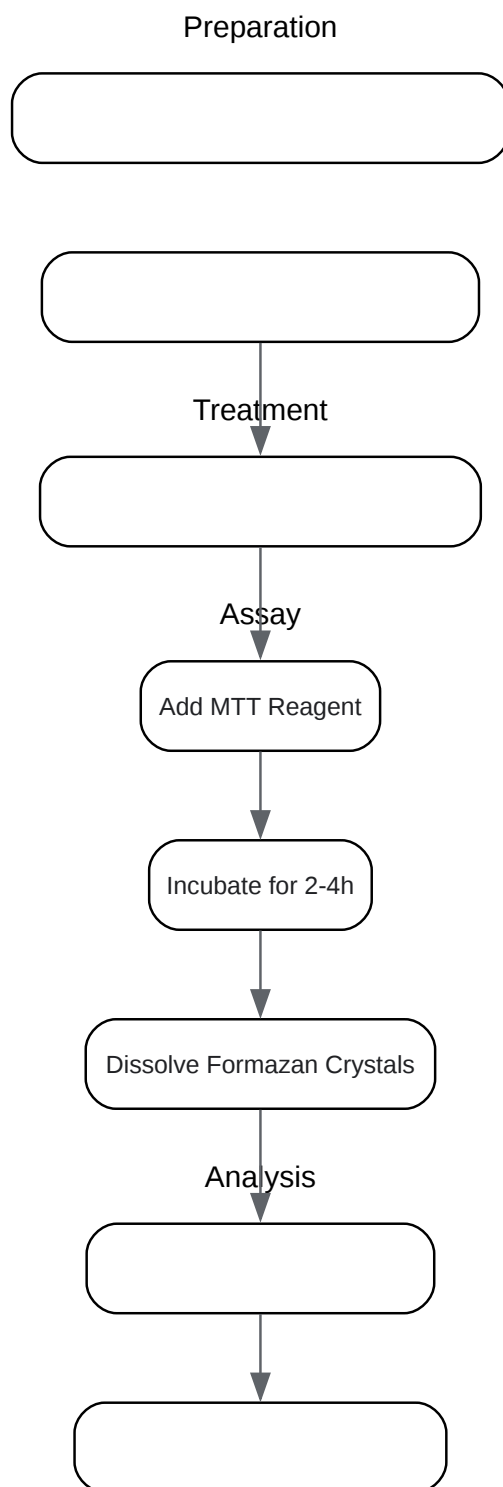 Preparation
Treatment
Assay
Add MTT Reagent
Incubate for 2-4h
Dissolve Formazan Crystals
Analysis